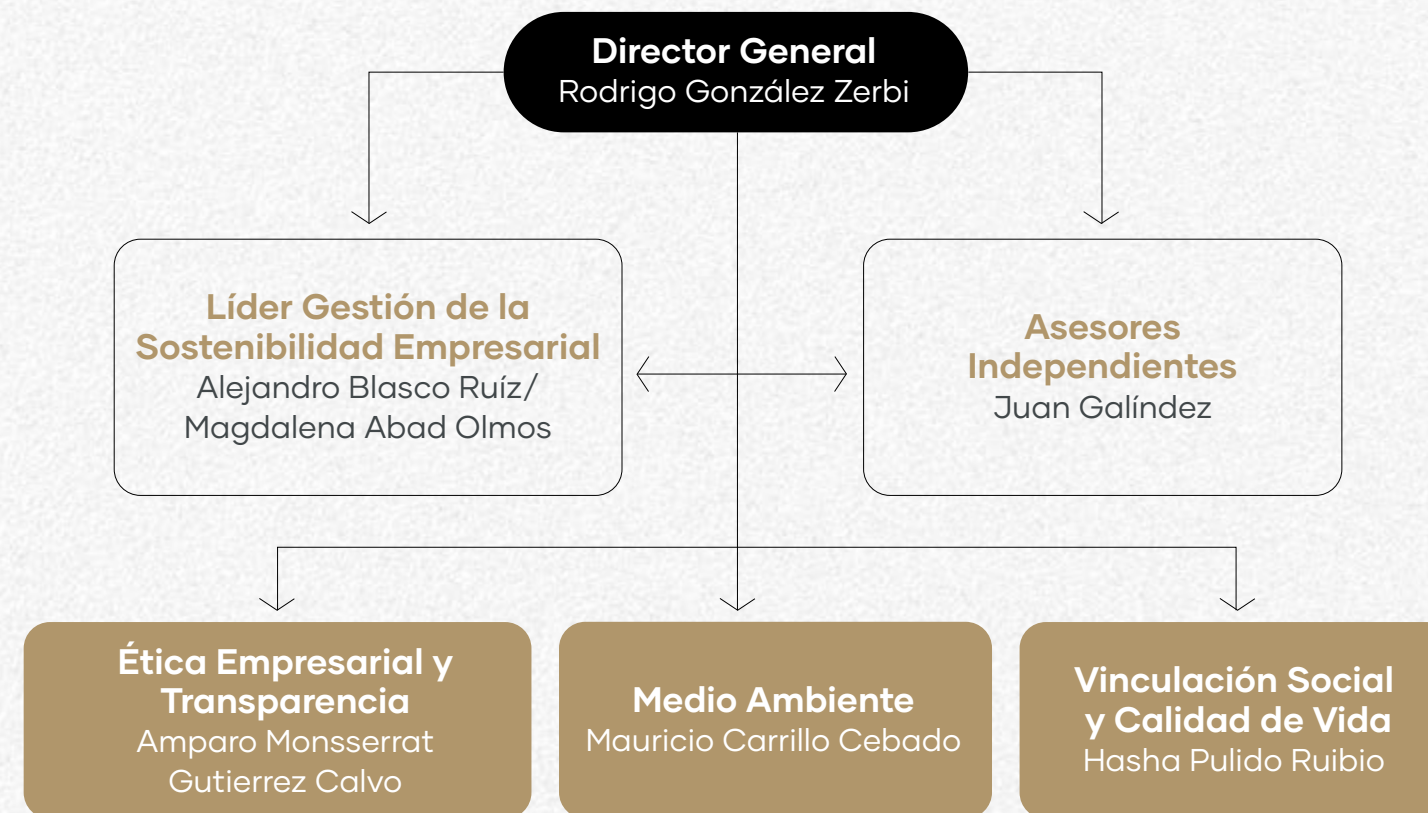 Director General
Rodrigo González Zerbi
Líder Gestión de la
Sostenibilidad Empresarial
Alejandro Blasco Ruíz/
Magdalena Abad Olmos
Asesores
Independientes
Juan Galíndez
Ética Empresarial y
Transparencia
Amparo Monsserrat
Gutierrez Calvo
Medio Ambiente
Mauricio Carrillo Cebado
Vinculación Social
y Calidad de Vida
Hasha Pulido Ruibio